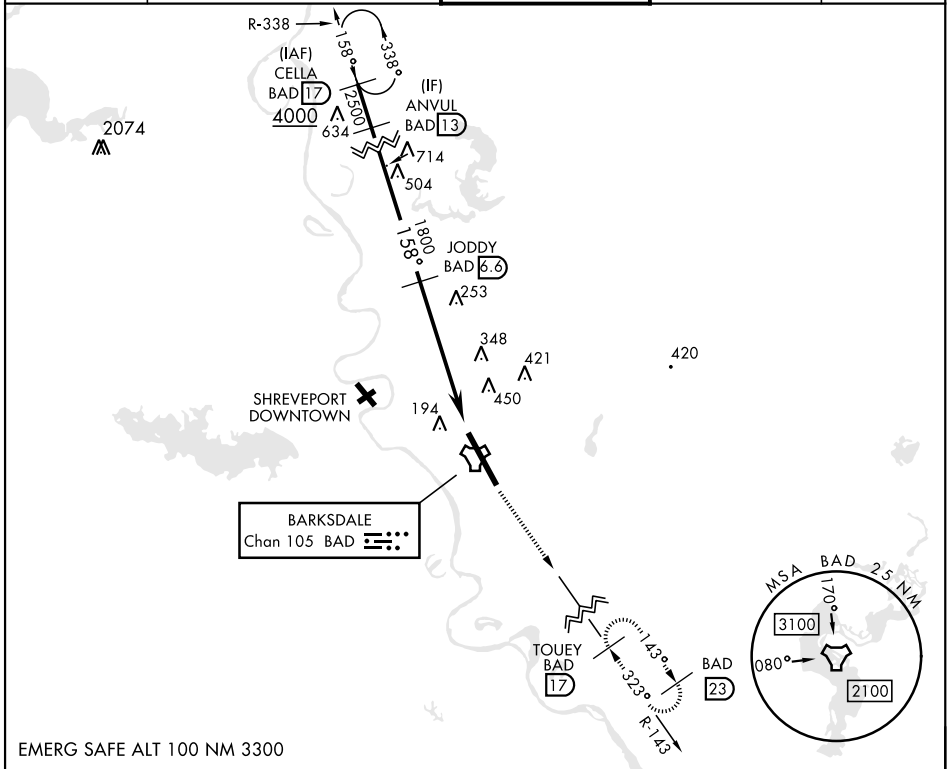 R-338
158°
338°
(IAF)
CELLA
BAD 17
4000
2500
(IF)
ANVUL
BAD 13
634
714
504
2074
1800
158°
JODDY
BAD 6.6
253
348
421
450
420
SHREVEPORT
DOWNTOWN
194
BARKSDALE
Chan 105 BAD
MSA BAD 25 NM
170°
3100
080°
2100
TOUEY
BAD
17
143°
323°
BAD
23
R-143
EMERG SAFE ALT 100 NM 3300